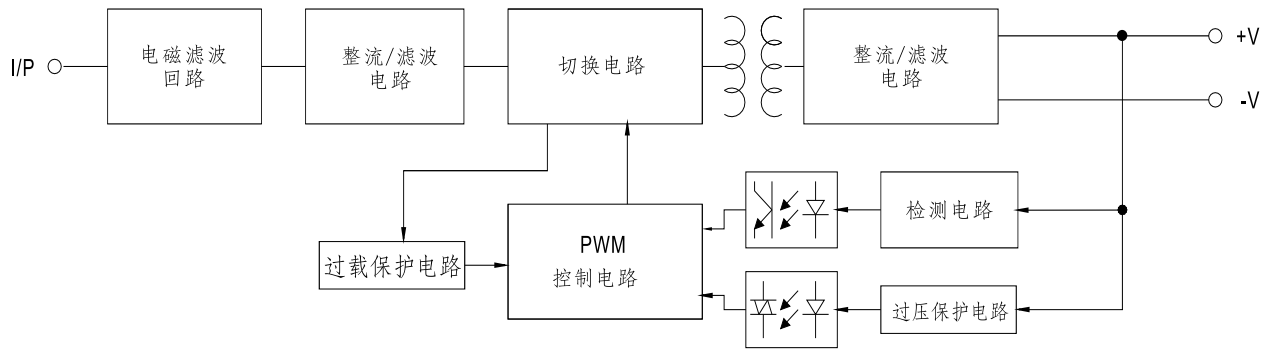 I/P
电磁滤波
回路
整流/滤波
电路
切换电路
整流/滤波
电路
+V
-V
检测电路
PWM
控制电路
过载保护电路
过压保护电路